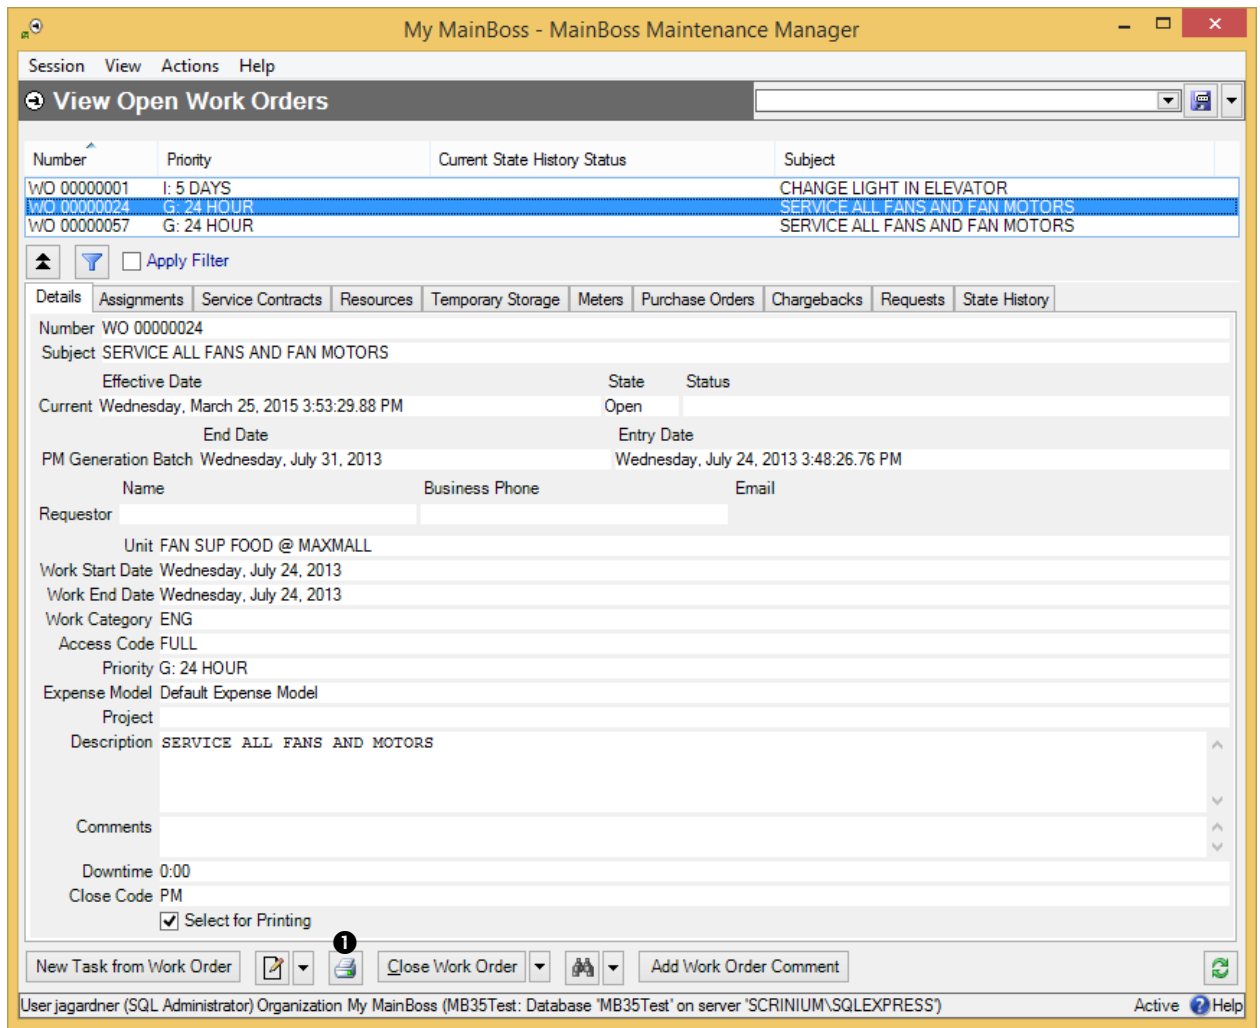 My MainBoss - MainBoss Maintenance Manager
Session View Actions Help
View Open Work Orders
Number Priority Current State History Status Subject
WO 00000001 I: 5 DAYS CHANGE LIGHT IN ELEVATOR
WO 00000024 G: 24 HOUR SERVICE ALL FANS AND FAN MOTORS
WO 00000057 G: 24 HOUR SERVICE ALL FANS AND FAN MOTORS
Apply Filter
Details Assignments Service Contracts Resources Temporary Storage Meters Purchase Orders Chargebacks Requests State History
Number WO 00000024
Subject SERVICE ALL FANS AND FAN MOTORS
Effective Date State Status
Current Wednesday, March 25, 2015 3:53:29.88 PM Open
End Date Entry Date
PM Generation Batch Wednesday, July 31, 2013 Wednesday, July 24, 2013 3:48:26.76 PM
Name Business Phone Email
Requestor
Unit FAN SUP FOOD @ MAXMALL
Work Start Date Wednesday, July 24, 2013
Work End Date Wednesday, July 24, 2013
Work Category ENG
Access Code FULL
Priority G: 24 HOUR
Expense Model Default Expense Model
Project
Description SERVICE ALL FANS AND MOTORS
Comments
Downtime 0:00
Close Code PM
Select for Printing
1
New Task from Work Order Close Work Order Add Work Order Comment
User jagardner (SQL Administrator) Organization My MainBoss (MB35Test: Database 'MB35Test' on server 'SCRINIUM\SQLEXPRESS') Active Help